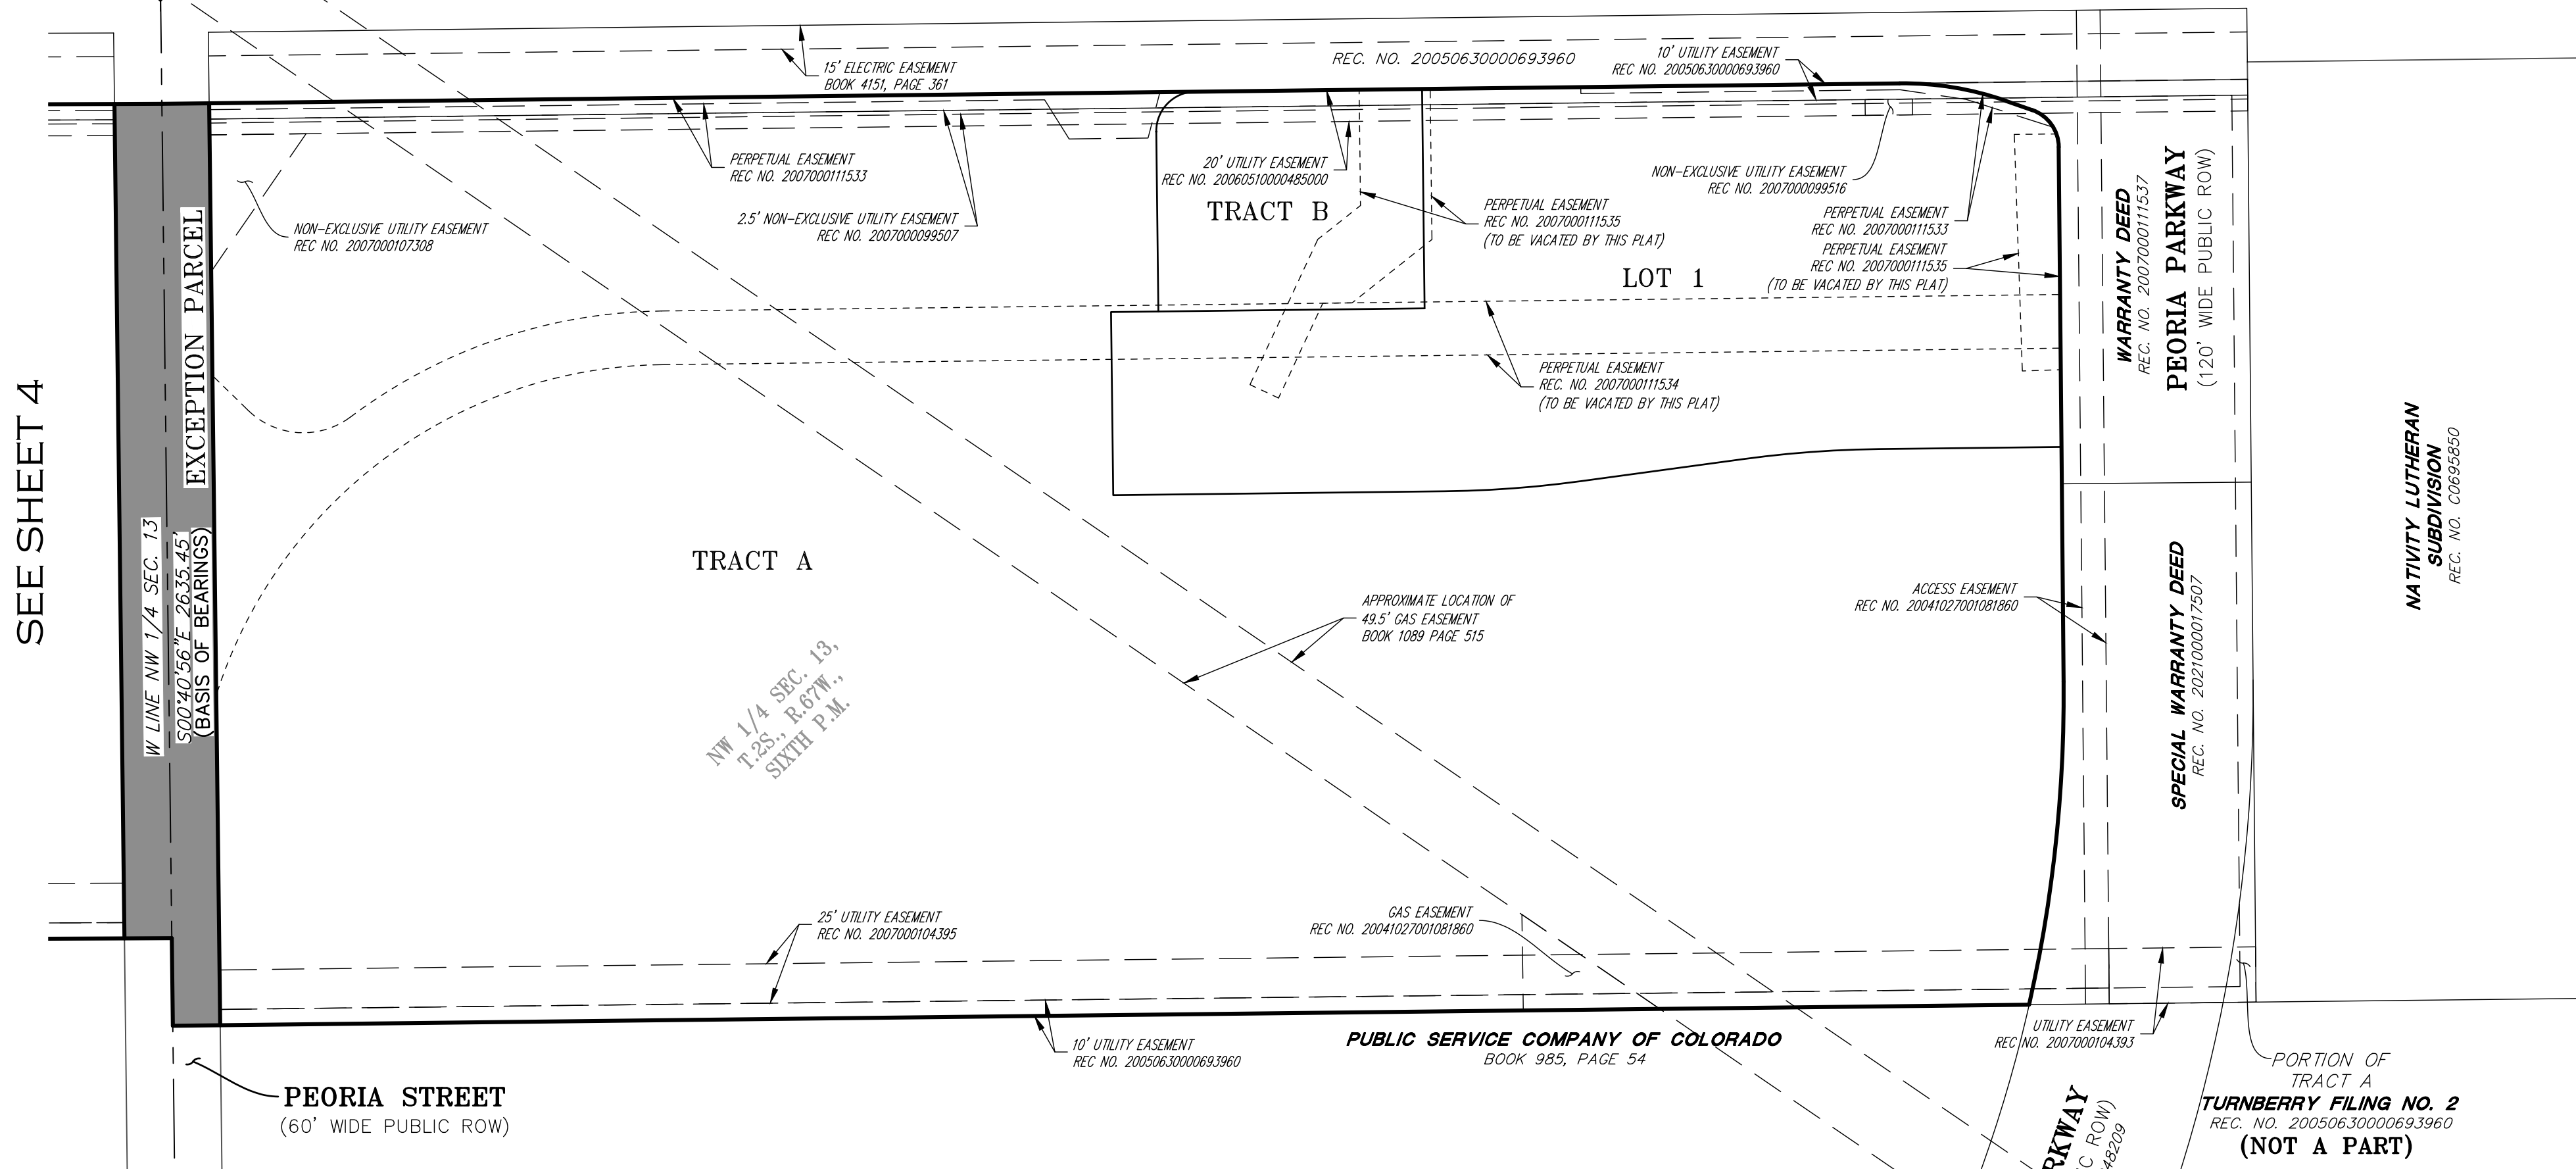 SEE SHEET 4
EXCEPTION PARCEL
W LINE NW 1/4 SEC. 13
S00°40'56"E 2635.45'
(BASIS OF BEARINGS)
15' ELECTRIC EASEMENT
BOOK 4151, PAGE 361
REC. NO. 20050630000693960
10' UTILITY EASEMENT
REC NO. 20050630000693960
PERPETUAL EASEMENT
REC NO. 2007000111533
NON-EXCLUSIVE UTILITY EASEMENT
REC NO. 2007000107308
2.5' NON-EXCLUSIVE UTILITY EASEMENT
REC NO. 2007000099507
20' UTILITY EASEMENT
REC NO. 20060510000485000
TRACT B
PERPETUAL EASEMENT
REC NO. 2007000111535
(TO BE VACATED BY THIS PLAT)
NON-EXCLUSIVE UTILITY EASEMENT
REC NO. 2007000099516
PERPETUAL EASEMENT
REC NO. 2007000111533
PERPETUAL EASEMENT
REC NO. 2007000111535
(TO BE VACATED BY THIS PLAT)
LOT 1
PERPETUAL EASEMENT
REC. NO. 2007000111534
(TO BE VACATED BY THIS PLAT)
WARRANTY DEED
REC. NO. 2007000111537
PEORIA PARKWAY
(120' WIDE PUBLIC ROW)
NATIVITY LUTHERAN
SUBDIVISION
REC. NO. C0695850
TRACT A
NW 1/4 SEC. 13,
T.2S., R.67W.,
SIXTH P.M.
APPROXIMATE LOCATION OF
49.5' GAS EASEMENT
BOOK 1089 PAGE 515
ACCESS EASEMENT
REC NO. 20041027001081860
SPECIAL WARRANTY DEED
REC. NO. 2021000017507
25' UTILITY EASEMENT
REC NO. 2007000104395
GAS EASEMENT
REC NO. 20041027001081860
10' UTILITY EASEMENT
REC NO. 20050630000693960
PUBLIC SERVICE COMPANY OF COLORADO
BOOK 985, PAGE 54
UTILITY EASEMENT
REC NO. 2007000104393
PORTION OF
TRACT A
TURNBERRY FILING NO. 2
REC. NO. 20050630000693960
(NOT A PART)
PEORIA STREET
(60' WIDE PUBLIC ROW)
RKWAY
C ROW)
48209